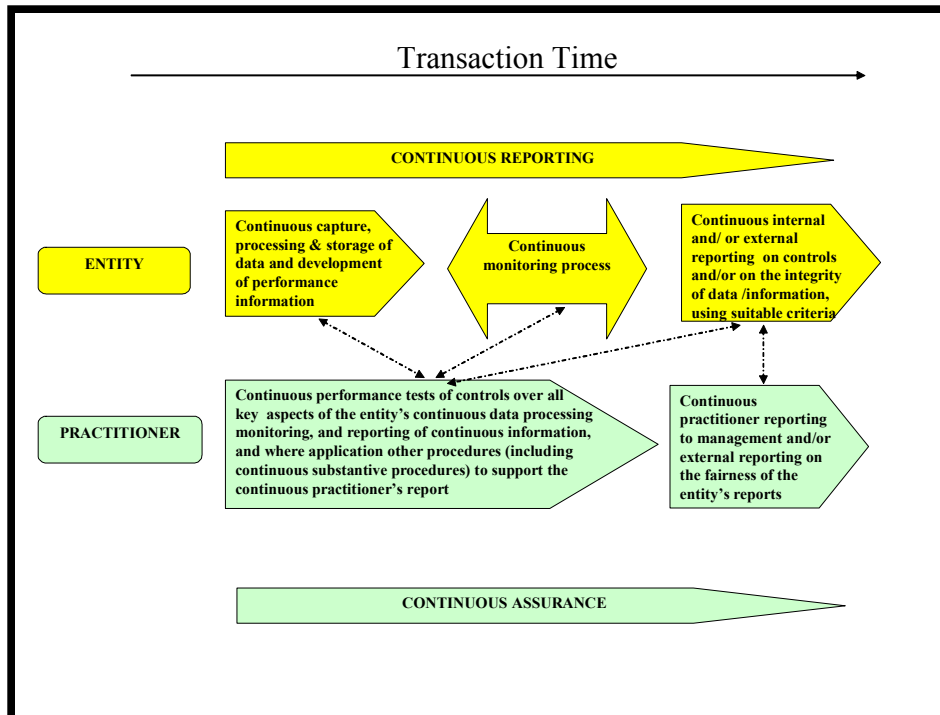 Transaction Time
CONTINUOUS REPORTING
ENTITY
Continuous capture,
processing & storage of
data and development
of performance
information
Continuous
monitoring process
Continuous internal
and/ or external
reporting on controls
and/or on the integrity
of data /information,
using suitable criteria
PRACTITIONER
Continuous performance tests of controls over all
key aspects of the entity’s continuous data processing
monitoring, and reporting of continuous information,
and where application other procedures (including
continuous substantive procedures) to support the
continuous practitioner’s report
Continuous
practitioner reporting
to management and/or
external reporting on
the fairness of the
entity’s reports
CONTINUOUS ASSURANCE